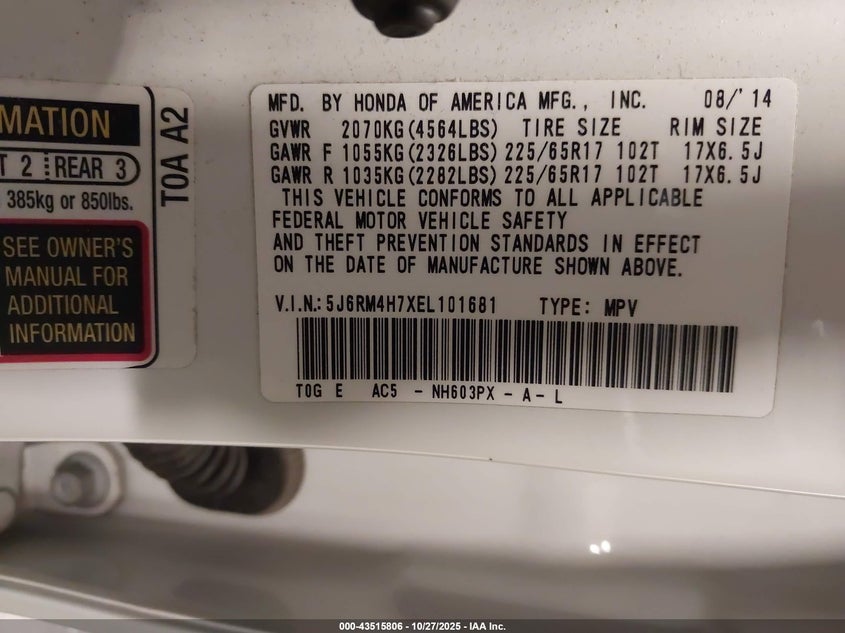 MATION
T 2 REAR 3
385kg or 850lbs.
SEE OWNER'S
MANUAL FOR
ADDITIONAL
INFORMATION
TOA A2
MFD. BY HONDA OF AMERICA MFG., INC. 08/'14
GVWR 2070KG(4564LBS) TIRE SIZE RIM SIZE
GAWR F 1055KG(2326LBS) 225/65R17 102T 17X6.5J
GAWR R 1035KG(2282LBS) 225/65R17 102T 17X6.5J
THIS VEHICLE CONFORMS TO ALL APPLICABLE
FEDERAL MOTOR VEHICLE SAFETY
AND THEFT PREVENTION STANDARDS IN EFFECT
ON THE DATE OF MANUFACTURE SHOWN ABOVE.
V.I.N.: 5J6RM4H7XEL101681 TYPE: MPV
TOG E AC5 - NH603PX - A - L
000-43515806 - 10/27/2025 - IAA Inc.